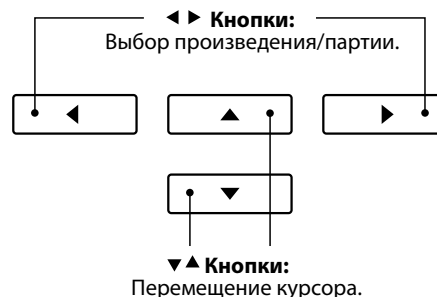 ◀ ▶ Кнопки:
Выбор произведения/партии.
▼▲ Кнопки:
Перемещение курсора.